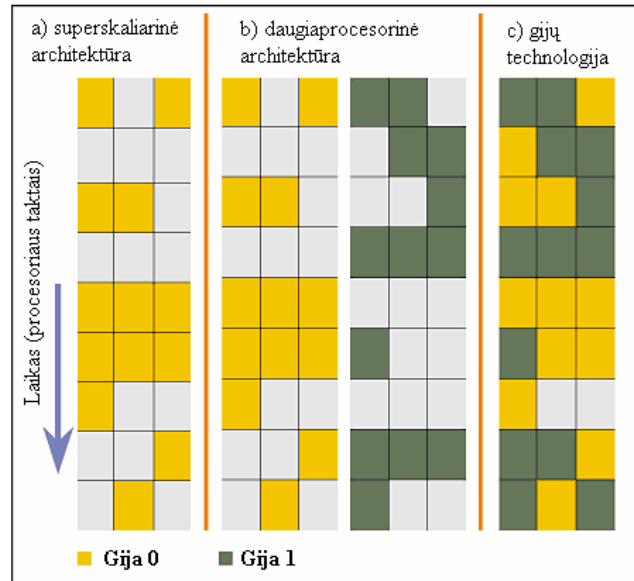 a) superskaliarinė
architektūra
b) daugiaprocesorinė
architektūra
c) gijų
technologija
Laikas (procesoriaus taktais)
Gija 0
Gija 1